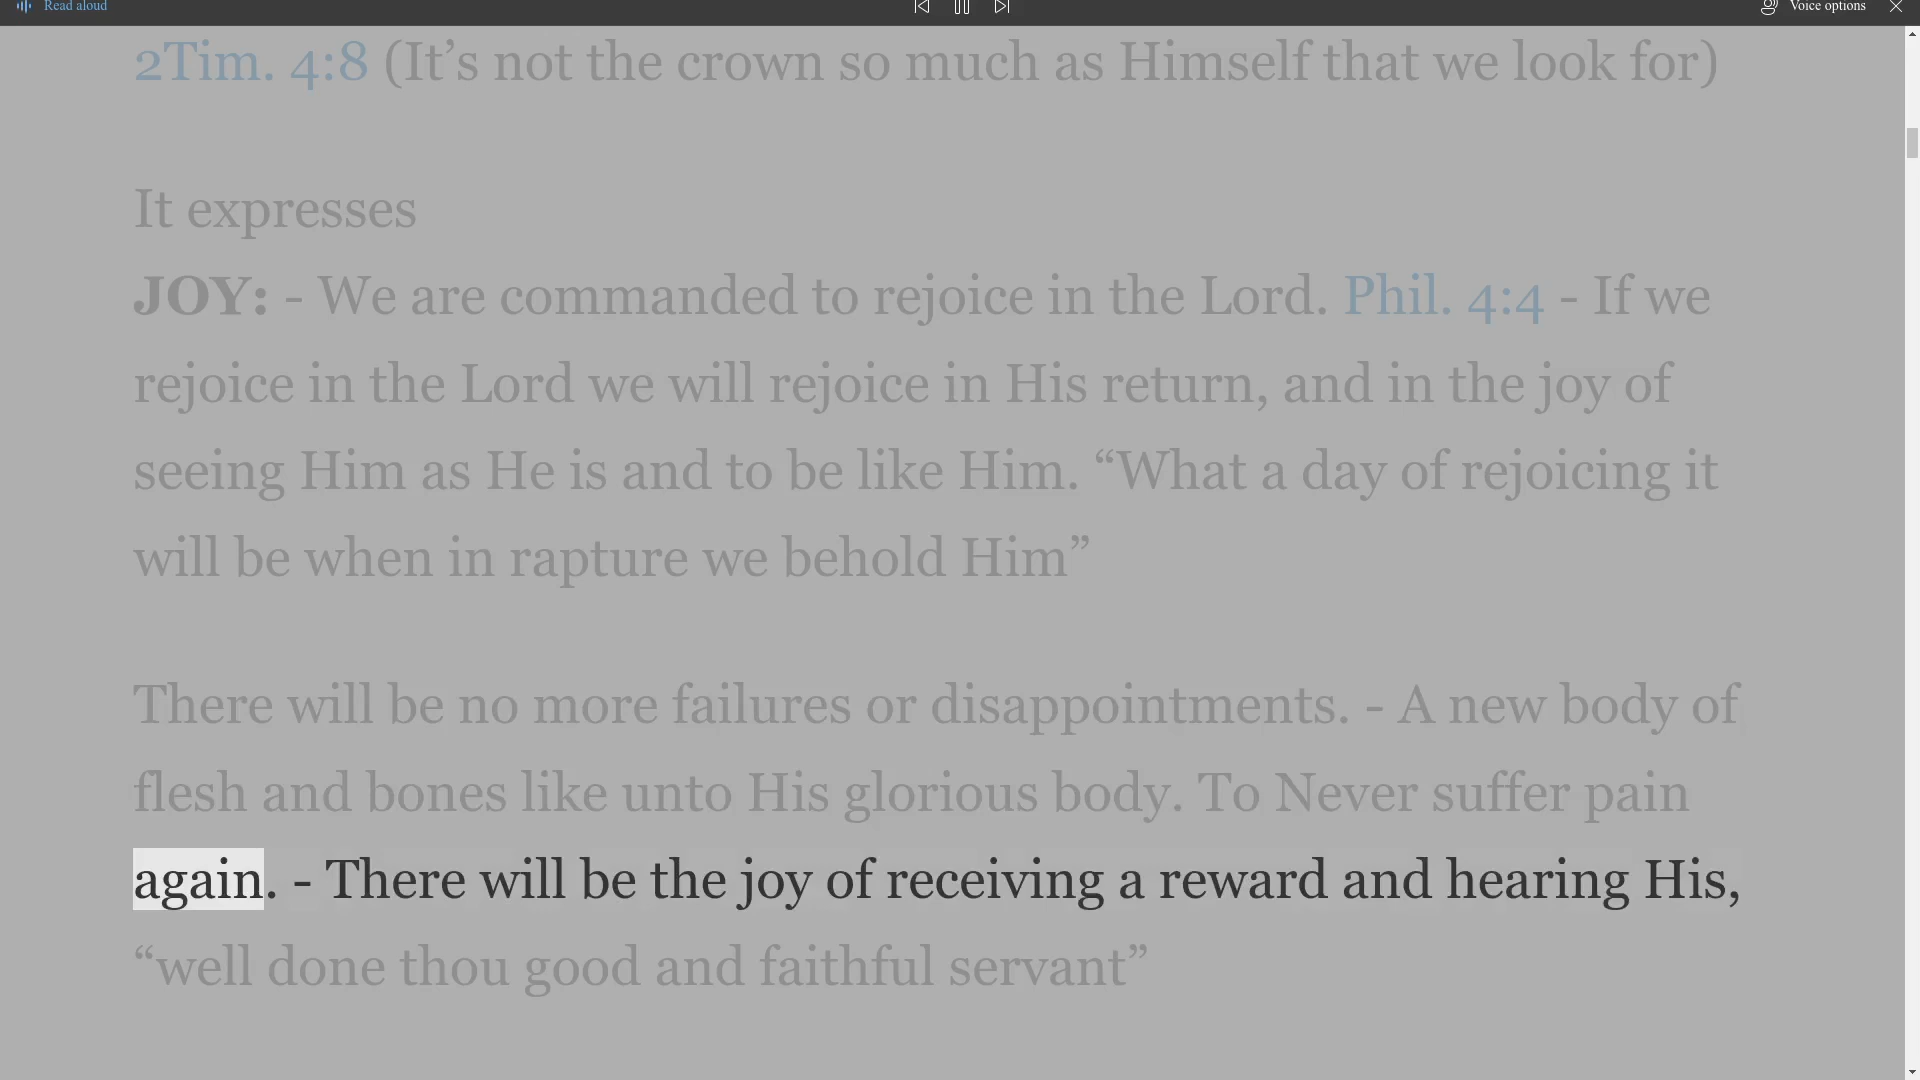 Read aloud
Voice options
2Tim. 4:8 (It’s not the crown so much as Himself that we look for)
It expresses
JOY: - We are commanded to rejoice in the Lord. Phil. 4:4 - If we
rejoice in the Lord we will rejoice in His return, and in the joy of
seeing Him as He is and to be like Him. “What a day of rejoicing it
will be when in rapture we behold Him”
There will be no more failures or disappointments. - A new body of
flesh and bones like unto His glorious body. To Never suffer pain
again. - There will be the joy of receiving a reward and hearing His,
“well done thou good and faithful servant”